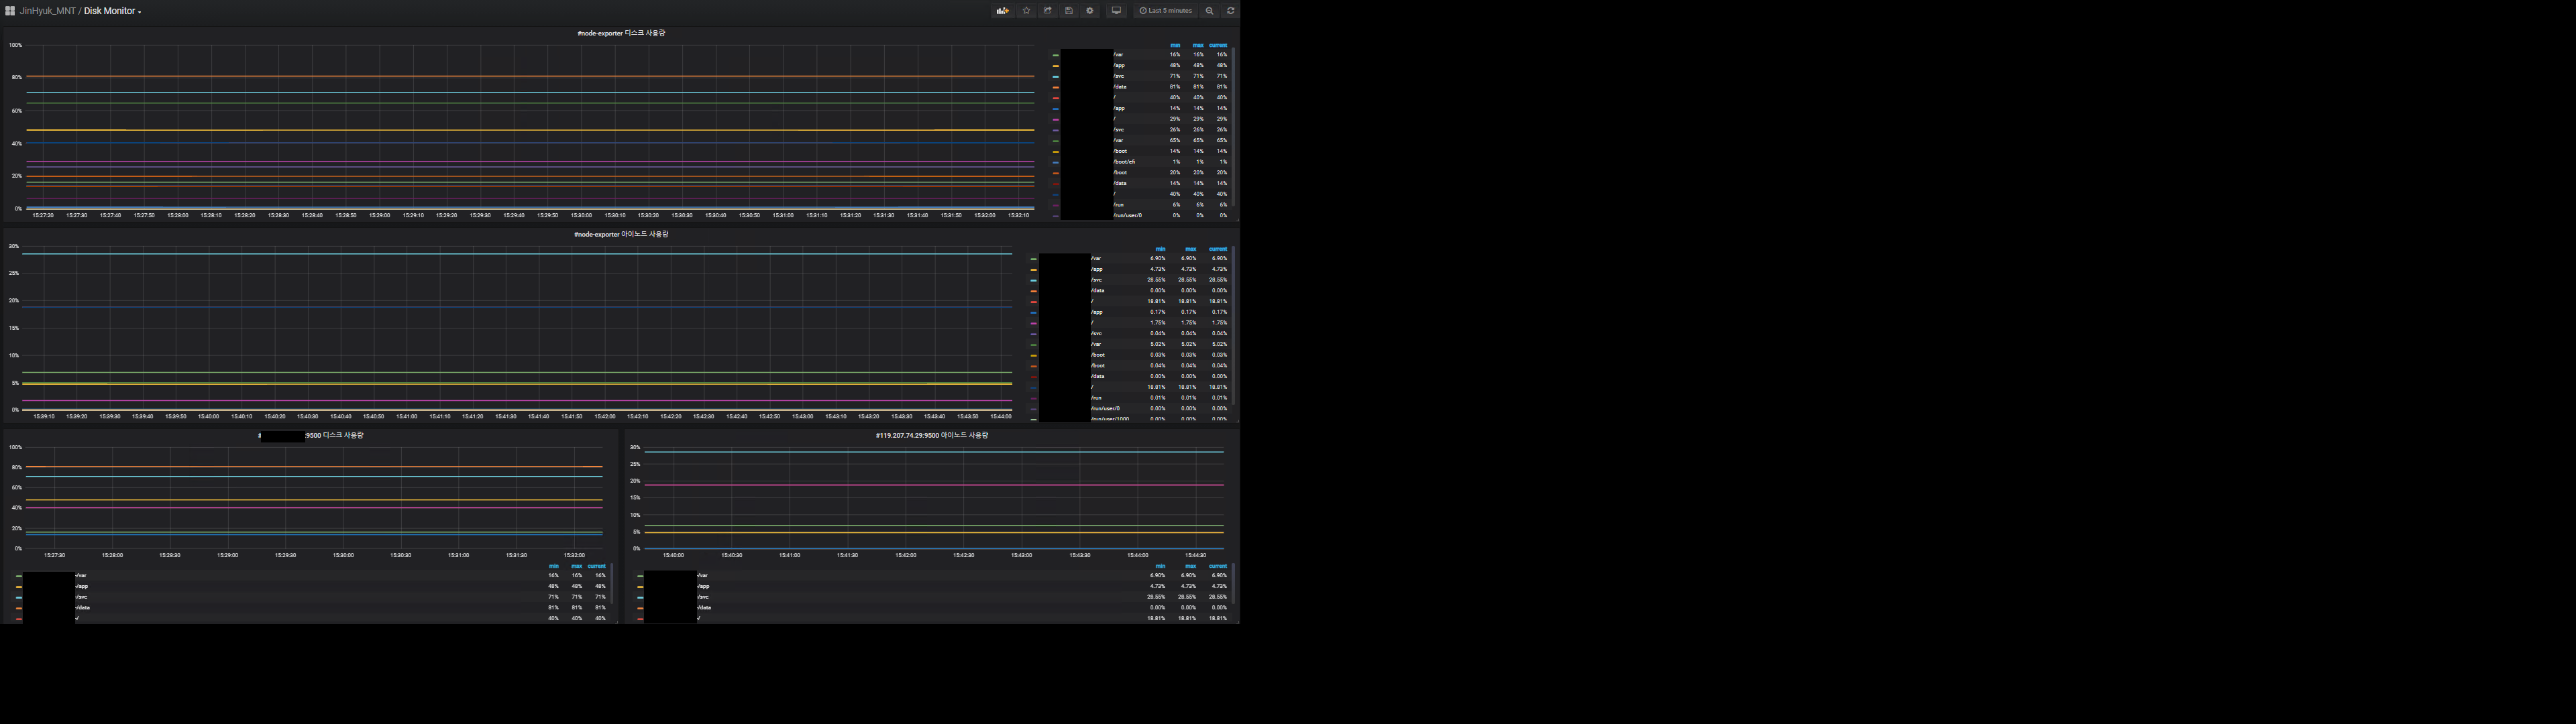 JinHyuk_MNT / Disk Monitor
Last 5 minutes
#node-exporter 디스크 사용량
100%
80%
60%
40%
20%
0%
15:27:20 15:27:30 15:27:40 15:27:50 15:28:00 15:28:10 15:28:20 15:28:30 15:28:40 15:28:50 15:29:00 15:29:10 15:29:20 15:29:30 15:29:40 15:29:50 15:30:00 15:30:10 15:30:20 15:30:30 15:30:40 15:30:50 15:31:00 15:31:10 15:31:20 15:31:30 15:31:40 15:31:50 15:32:00 15:32:10
min max current
/var 16% 16% 16%
/app 48% 48% 48%
/svc 71% 71% 71%
/data 81% 81% 81%
/ 40% 40% 40%
/app 14% 14% 14%
/ 29% 29% 29%
/svc 26% 26% 26%
/var 65% 65% 65%
/boot 14% 14% 14%
/boot/efi 1% 1% 1%
/boot 20% 20% 20%
/data 14% 14% 14%
/ 40% 40% 40%
/run 6% 6% 6%
/run/user/0 0% 0% 0%
#node-exporter 아이노드 사용량
30%
25%
20%
15%
10%
5%
0%
15:39:10 15:39:20 15:39:30 15:39:40 15:39:50 15:40:00 15:40:10 15:40:20 15:40:30 15:40:40 15:40:50 15:41:00 15:41:10 15:41:20 15:41:30 15:41:40 15:41:50 15:42:00 15:42:10 15:42:20 15:42:30 15:42:40 15:42:50 15:43:00 15:43:10 15:43:20 15:43:30 15:43:40 15:43:50 15:44:00
min max current
/var 6.90% 6.90% 6.90%
/app 4.73% 4.73% 4.73%
/svc 28.55% 28.55% 28.55%
/data 0.00% 0.00% 0.00%
/ 18.81% 18.81% 18.81%
/app 0.17% 0.17% 0.17%
/ 1.75% 1.75% 1.75%
/svc 0.04% 0.04% 0.04%
/var 5.02% 5.02% 5.02%
/boot 0.03% 0.03% 0.03%
/boot 0.04% 0.04% 0.04%
/data 0.00% 0.00% 0.00%
/ 18.81% 18.81% 18.81%
/run 0.01% 0.01% 0.01%
/run/user/0 0.00% 0.00% 0.00%
/run/user/1000 0.00% 0.00% 0.00%
# :9500 디스크 사용량
100%
80%
60%
40%
20%
0%
15:27:30 15:28:00 15:28:30 15:29:00 15:29:30 15:30:00 15:30:30 15:31:00 15:31:30 15:32:00
min max current
-/var 16% 16% 16%
-/app 48% 48% 48%
-/svc 71% 71% 71%
-/data 81% 81% 81%
-/ 40% 40% 40%
#119.207.74.29:9500 아이노드 사용량
30%
25%
20%
15%
10%
5%
0%
15:40:00 15:40:30 15:41:00 15:41:30 15:42:00 15:42:30 15:43:00 15:43:30 15:44:00 15:44:30
min max current
/var 6.90% 6.90% 6.90%
/app 4.73% 4.73% 4.73%
/svc 28.55% 28.55% 28.55%
/data 0.00% 0.00% 0.00%
/ 18.81% 18.81% 18.81%